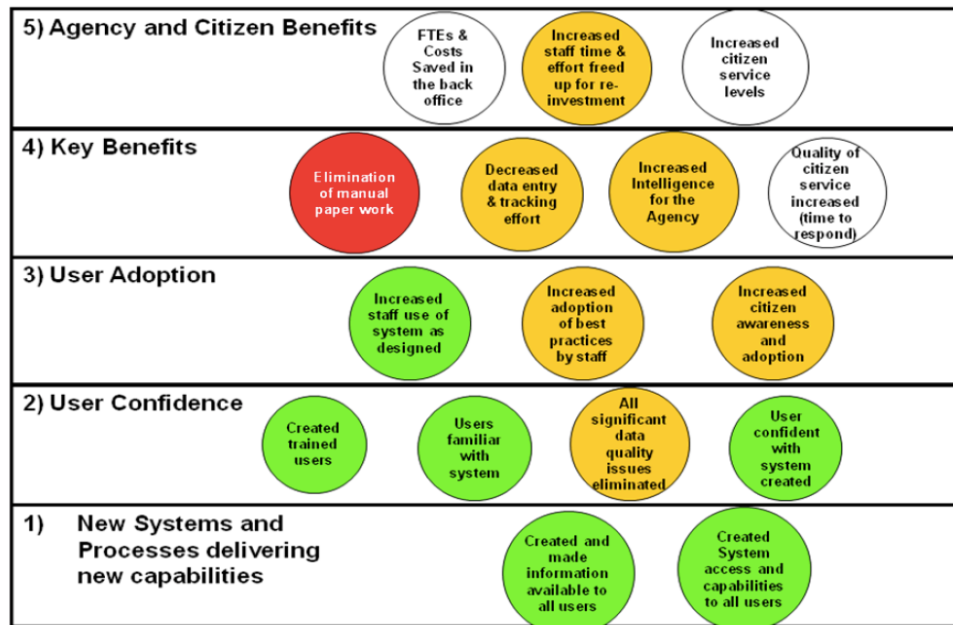 5) Agency and Citizen Benefits
FTEs &
Costs
Saved in
the back
office
Increased
staff time &
effort freed
up for re-
investment
Increased
citizen
service
levels
4) Key Benefits
Elimination
of manual
paper work
Decreased
data entry
& tracking
effort
Increased
Intelligence
for the
Agency
Quality of
citizen
service
increased
(time to
respond)
3) User Adoption
Increased
staff use of
system as
designed
Increased
adoption
of best
practices
by staff
Increased
citizen
awareness
and
adoption
2) User Confidence
Created
trained
users
Users
familiar
with
system
All
significant
data
quality
issues
eliminated
User
confident
with
system
created
1) New Systems and
Processes delivering
new capabilities
Created and
made
information
available to
all users
Created
System
access and
capabilities
to all users